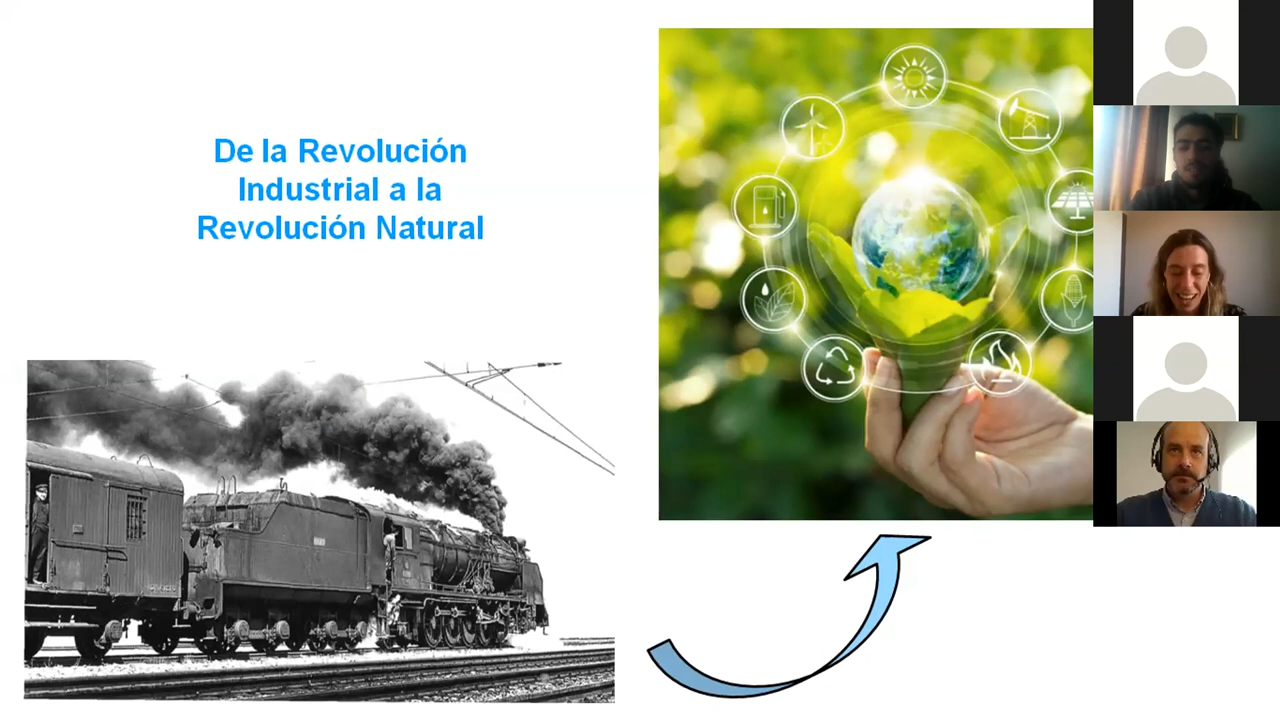 De la Revolución
Industrial a la
Revolución Natural